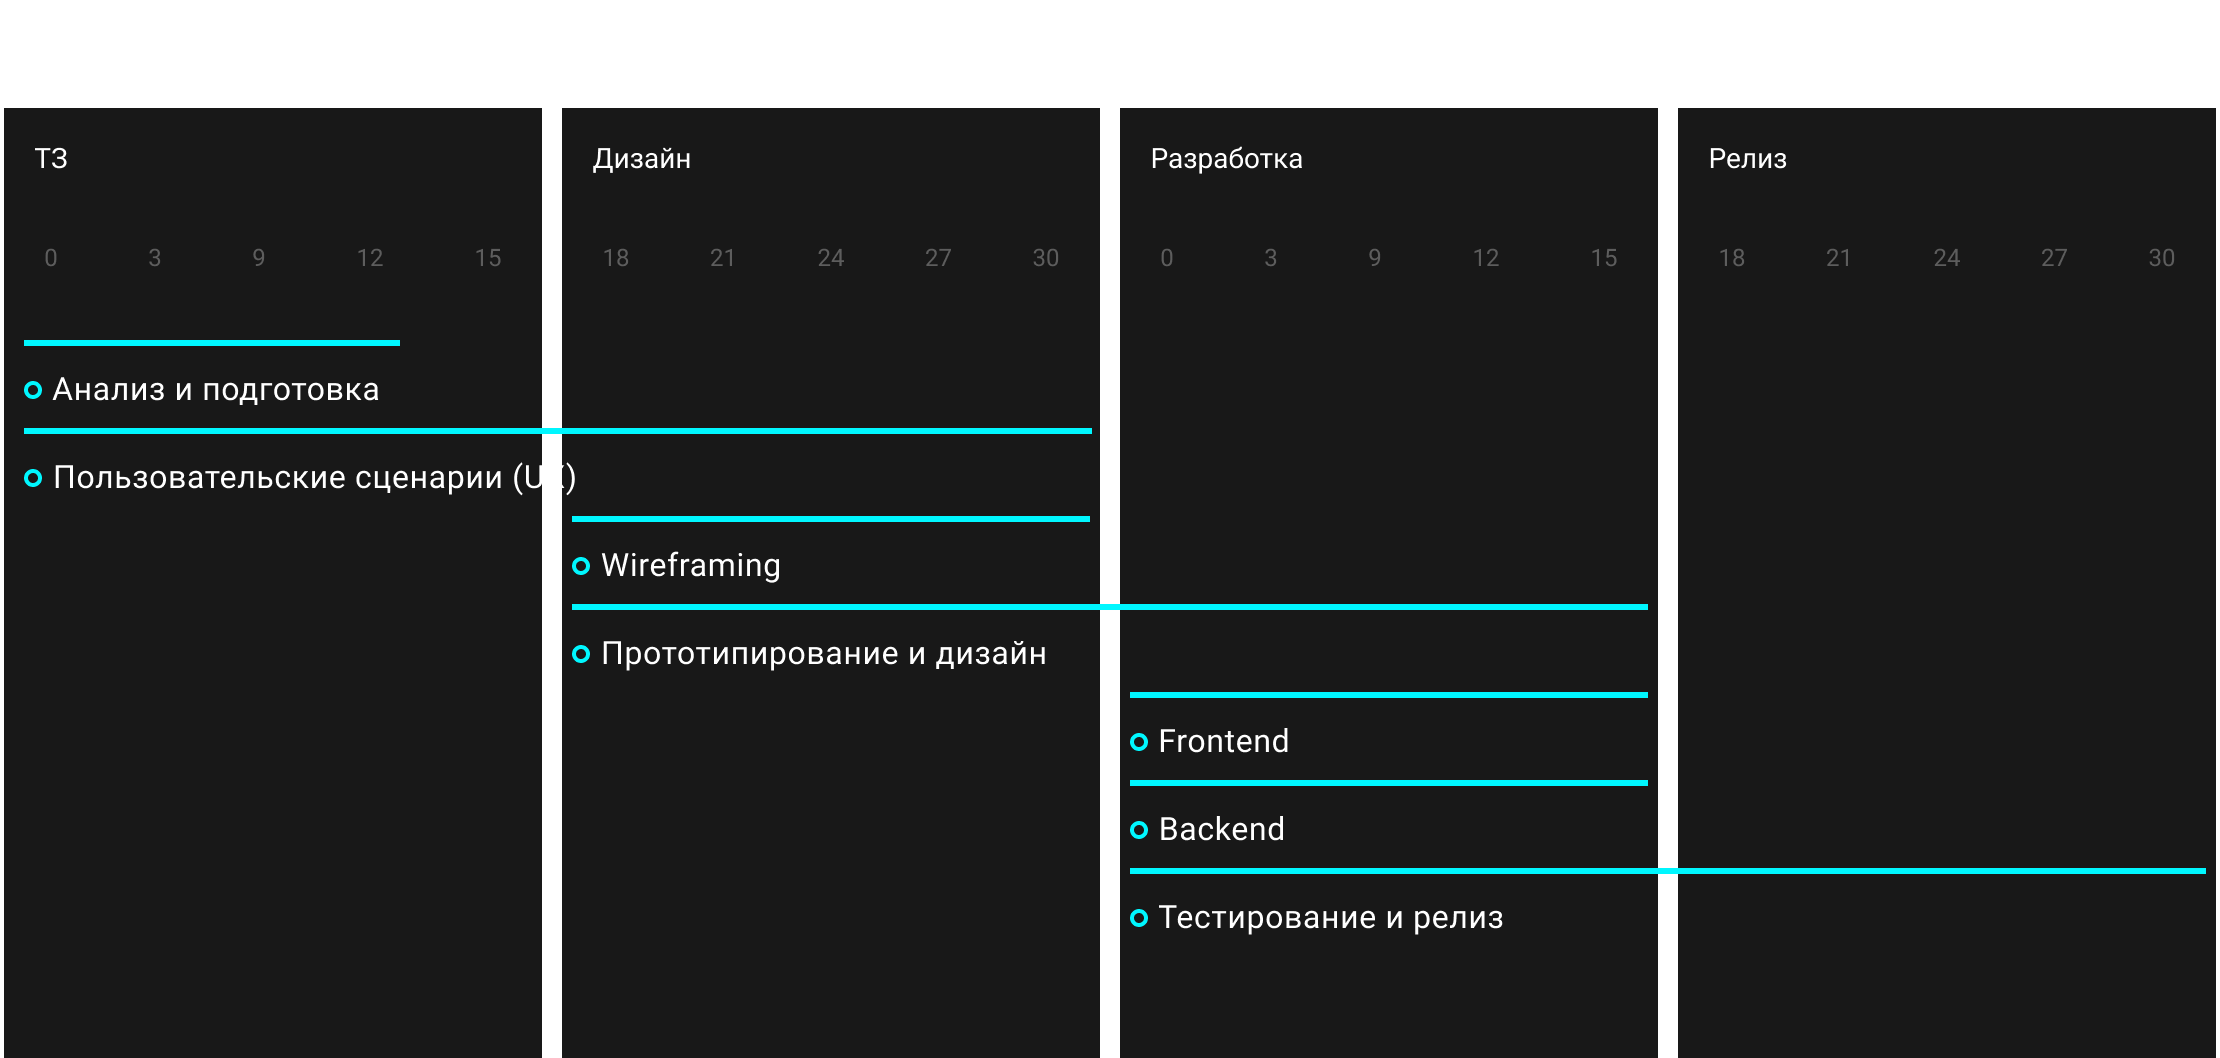 ТЗ
0 3 9 12 15
Дизайн
18 21 24 27 30
Разработка
0 3 9 12 15
Релиз
18 21 24 27 30
Анализ и подготовка
Пользовательские сценарии (UX)
Wireframing
Прототипирование и дизайн
Frontend
Backend
Тестирование и релиз